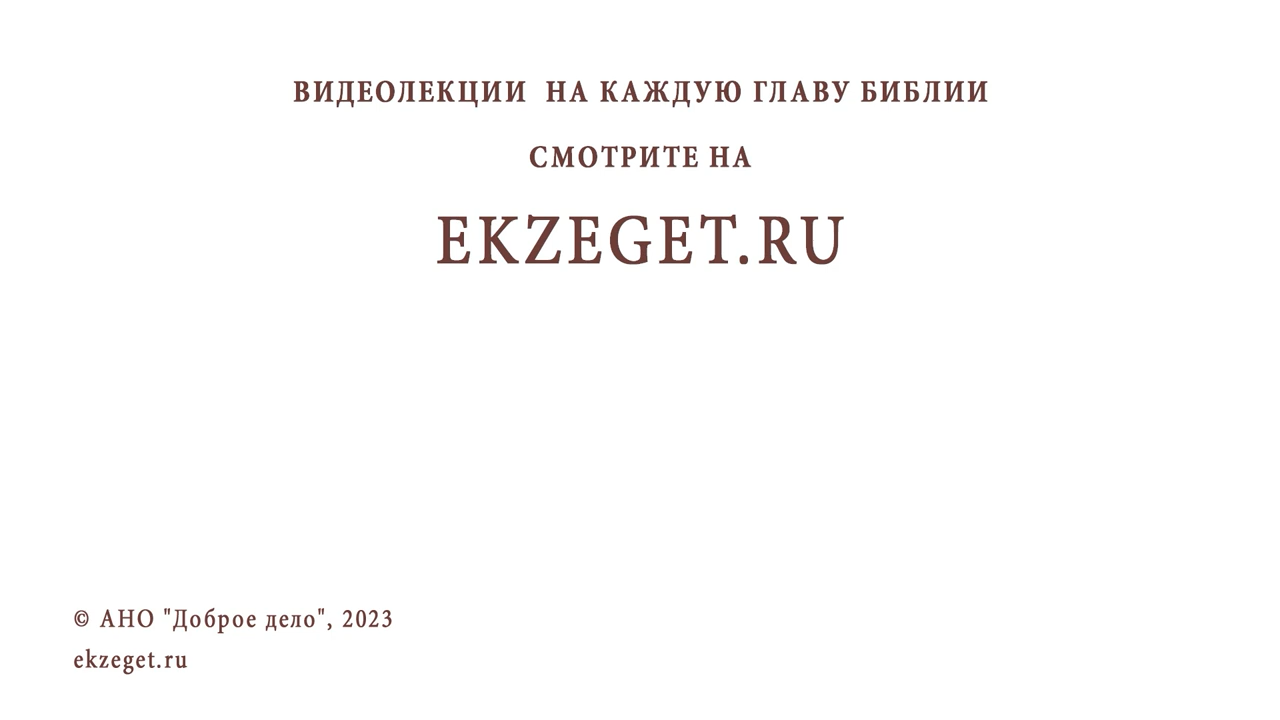 ВИДЕОЛЕКЦИИ НА КАЖДУЮ ГЛАВУ БИБЛИИ
СМОТРИТЕ НА
EKZEGET.RU
© АНО "Доброе дело", 2023
ekzeget.ru